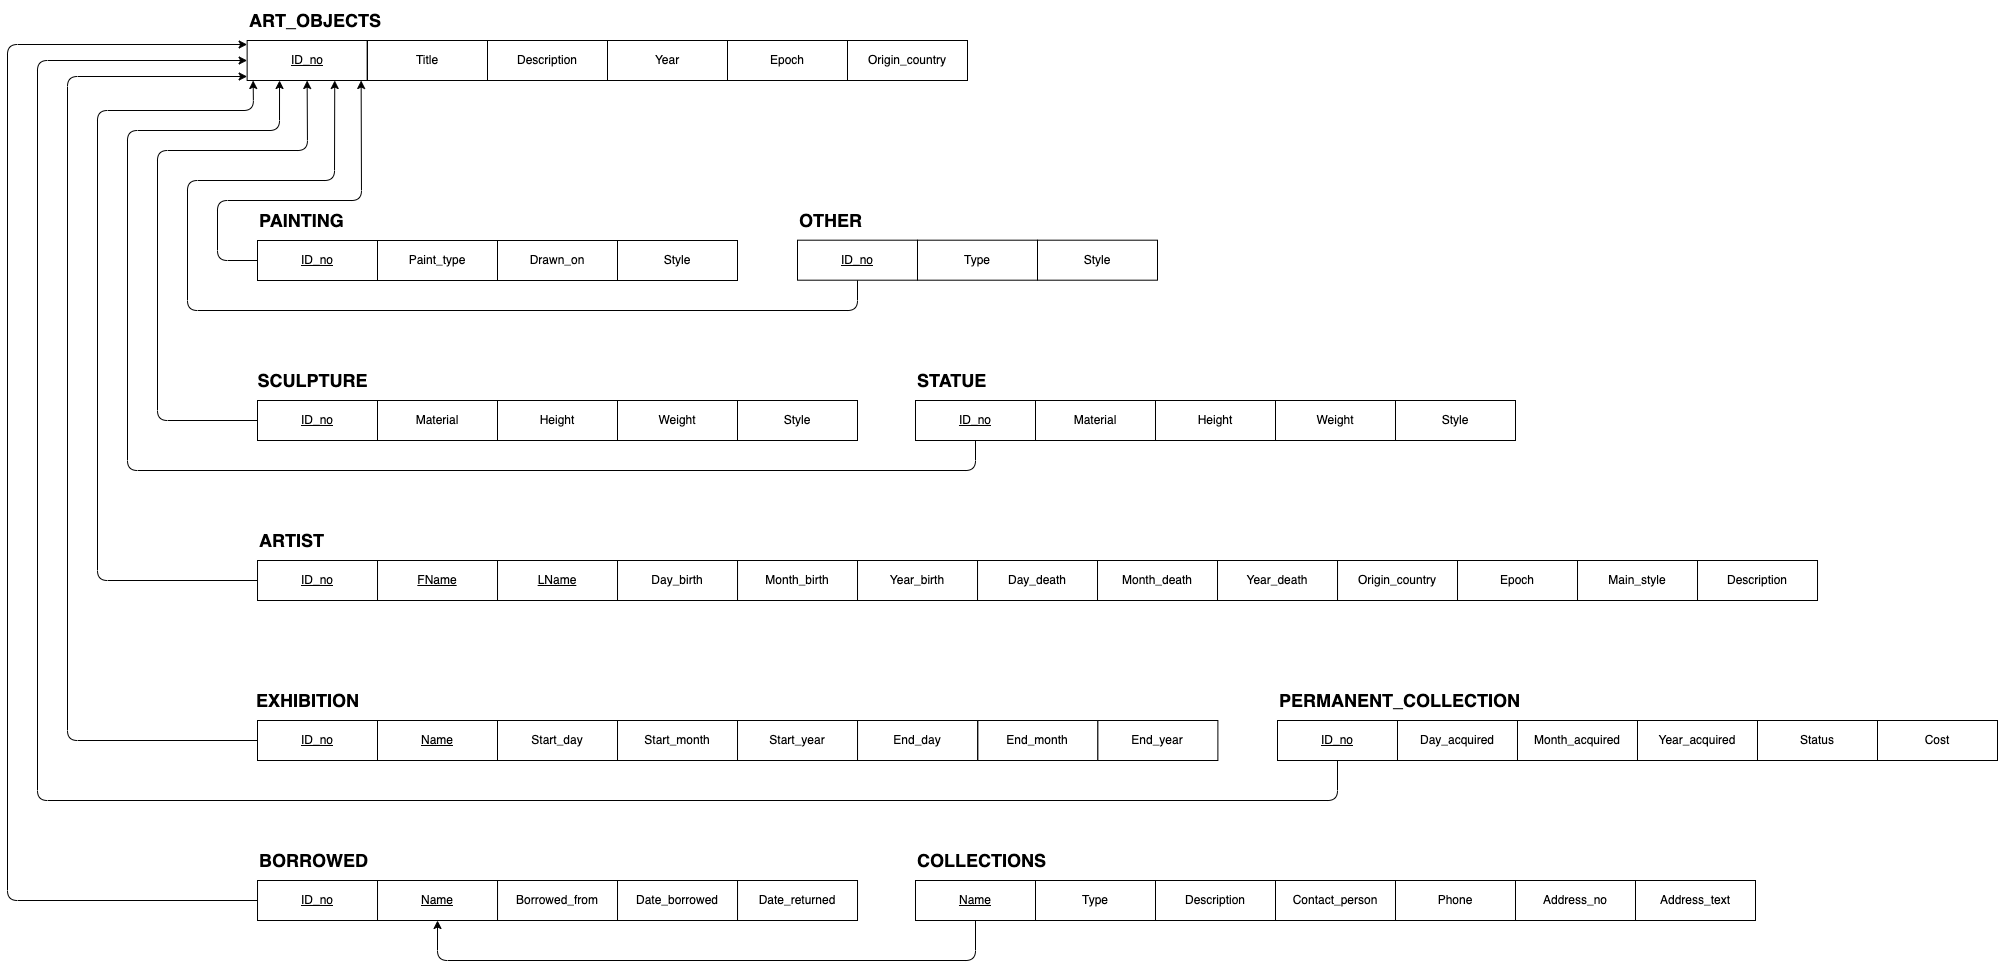 ART_OBJECTS
ID_no Title Description Year Epoch Origin_country
PAINTING OTHER
ID_no Paint_type Drawn_on Style ID_no Type Style
SCULPTURE STATUE
ID_no Material Height Weight Style ID_no Material Height Weight Style
ARTIST
ID_no FName LName Day_birth Month_birth Year_birth Day_death Month_death Year_death Origin_country Epoch Main_style Description
EXHIBITION PERMANENT_COLLECTION
ID_no Name Start_day Start_month Start_year End_day End_month End_year ID_no Day_acquired Month_acquired Year_acquired Status Cost
BORROWED COLLECTIONS
ID_no Name Borrowed_from Date_borrowed Date_returned Name Type Description Contact_person Phone Address_no Address_text